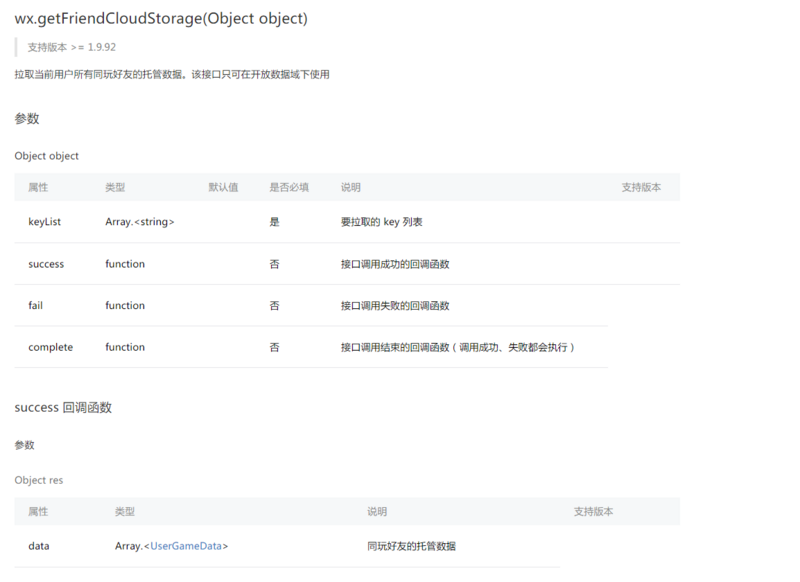 wx.getFriendCloudStorage(Object object)
支持版本 >= 1.9.92
拉取当前用户所有同玩好友的托管数据。该接口只可在开放数据域下使用
参数
Object object
属性 类型 默认值 是否必填 说明 支持版本
keyList Array.<string> 是 要拉取的 key 列表
success function 否 接口调用成功的回调函数
fail function 否 接口调用失败的回调函数
complete function 否 接口调用结束的回调函数（调用成功、失败都会执行）
success 回调函数
参数
Object res
属性 类型 说明 支持版本
data Array.<UserGameData> 同玩好友的托管数据